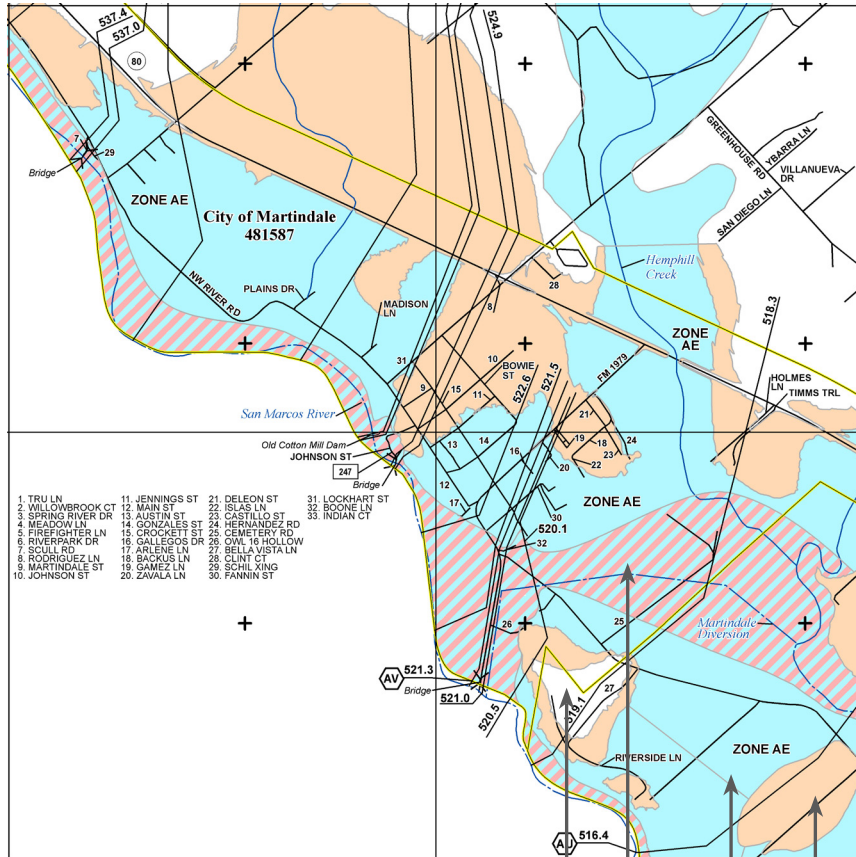 537.4
537.0
524.9
80
7
29
Bridge
ZONE AE
City of Martindale
481587
GREENHOUSE RD
YBARRA LN
VILLANUEVA
DR
SAN DIEGO LN
Hemphill
Creek
28
PLAINS DR
NW RIVER RD
MADISON
LN
8
518.3
ZONE
AE
31
10
BOWIE
ST
9
15
11
522.6
521.5
FM 1979
HOLMES
LN
TIMMS TRL
San Marcos River
21
19
18
24
23
22
20
Old Cotton Mill Dam
JOHNSON ST
247
Bridge
13
14
16
12
17
30
ZONE AE
520.1
32
1. TRU LN
2. WILLOWBROOK CT
3. SPRING RIVER DR
4. MEADOW LN
5. FIREFIGHTER LN
6. RIVERPARK DR
7. SCULL RD
8. RODRIGUEZ LN
9. MARTINDALE ST
10. JOHNSON ST
11. JENNINGS ST
12. MAIN ST
13. AUSTIN ST
14. GONZALES ST
15. CROCKETT ST
16. GALLEGOS DR
17. ARLENE LN
18. BACKUS LN
19. GAMEZ LN
20. ZAVALA LN
21. DELEON ST
22. ISLAS LN
23. CASTILLO ST
24. HERNANDEZ RD
25. CEMETERY RD
26. OWL 16 HOLLOW
27. BELLA VISTA LN
28. CLINT CT
29. SCHIL XING
30. FANNIN ST
31. LOCKHART ST
32. BOONE LN
33. INDIAN CT
26
25
Martindale
Diversion
AV
521.3
Bridge
521.0
520.5
27
519.1
RIVERSIDE LN
ZONE AE
516.4